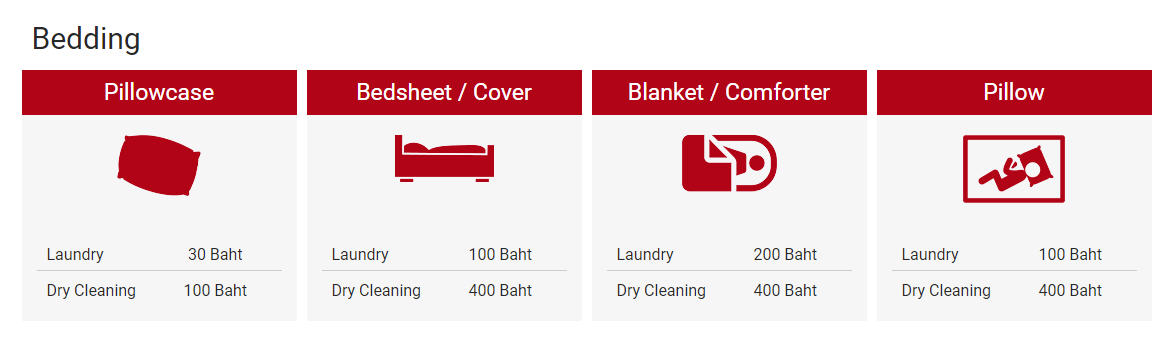 Bedding
Pillowcase
Laundry 30 Baht
Dry Cleaning 100 Baht
Bedsheet / Cover
Laundry 100 Baht
Dry Cleaning 400 Baht
Blanket / Comforter
Laundry 200 Baht
Dry Cleaning 400 Baht
Pillow
Laundry 100 Baht
Dry Cleaning 400 Baht